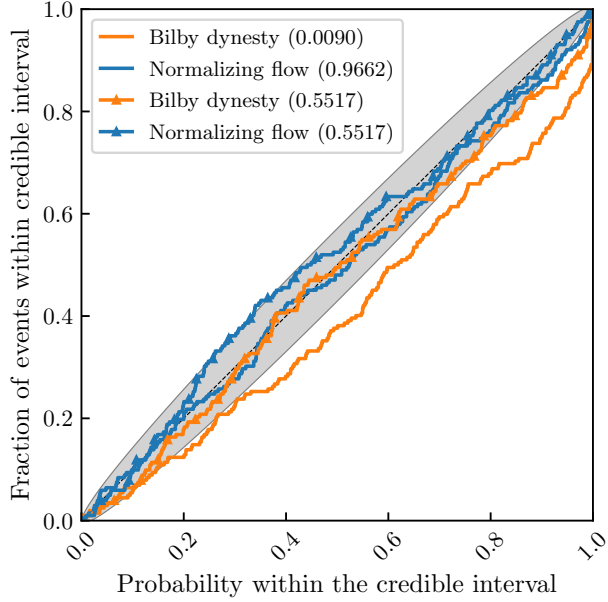 1.0
0.8
0.6
0.4
0.2
0.0
Fraction of events within credible interval
Bilby dynesty (0.0090)
Normalizing flow (0.9662)
Bilby dynesty (0.5517)
Normalizing flow (0.5517)
0.0 0.2 0.4 0.6 0.8 1.0
Probability within the credible interval